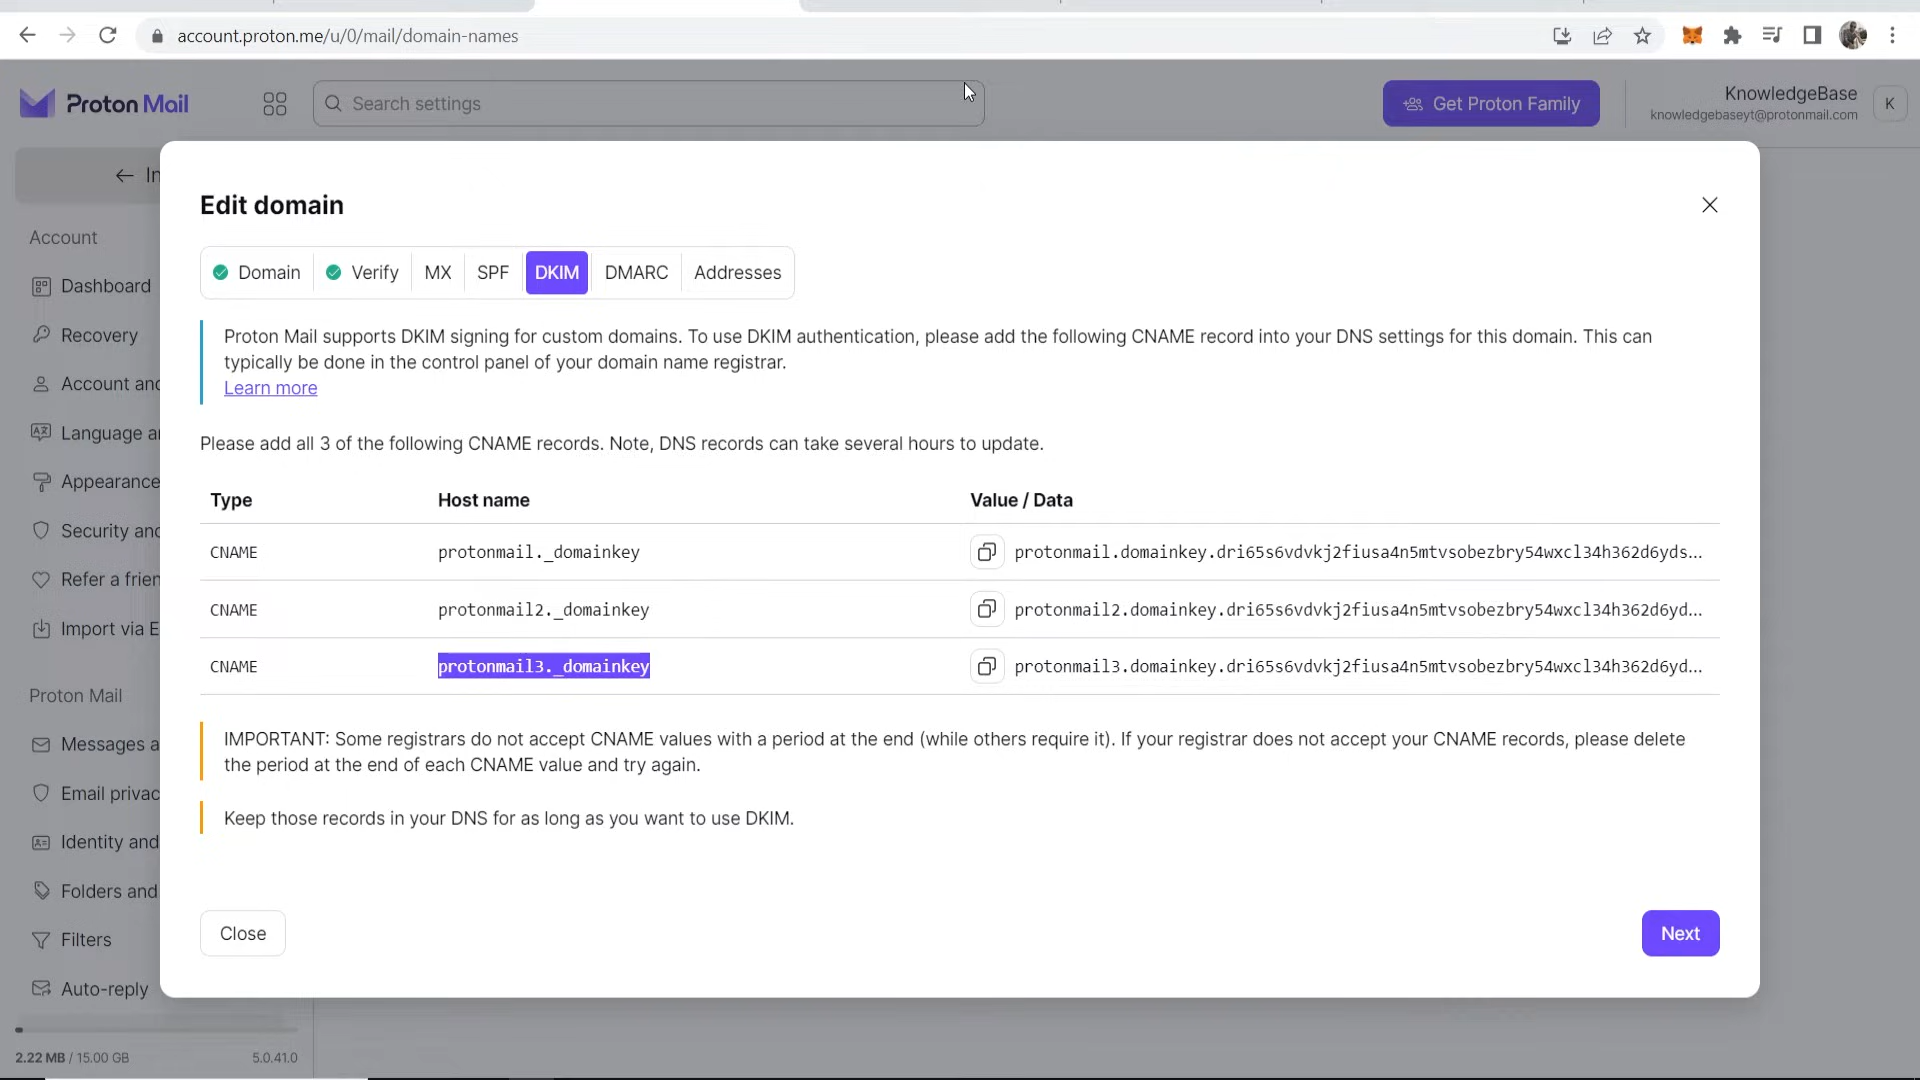 account.proton.me/u/0/mail/domain-names
Proton Mail
Search settings
Get Proton Family
KnowledgeBase
knowledgebaseyt@protonmail.com
K
In
Account
Dashboard
Recovery
Account and
Language a
Appearance
Security and
Refer a frien
Import via E
Proton Mail
Messages a
Email privac
Identity and
Folders and
Filters
Auto-reply
2.22 MB / 15.00 GB
5.0.41.0
Edit domain
Domain
Verify
MX
SPF
DKIM
DMARC
Addresses
Proton Mail supports DKIM signing for custom domains. To use DKIM authentication, please add the following CNAME record into your DNS settings for this domain. This can
typically be done in the control panel of your domain name registrar.
Learn more
Please add all 3 of the following CNAME records. Note, DNS records can take several hours to update.
Type Host name Value / Data
CNAME protonmail._domainkey protonmail.domainkey.dri65s6vdvkj2fiusa4n5mtvsobezbry54wxcl34h362d6yds...
CNAME protonmail2._domainkey protonmail2.domainkey.dri65s6vdvkj2fiusa4n5mtvsobezbry54wxcl34h362d6yd...
CNAME protonmail3._domainkey protonmail3.domainkey.dri65s6vdvkj2fiusa4n5mtvsobezbry54wxcl34h362d6yd...
IMPORTANT: Some registrars do not accept CNAME values with a period at the end (while others require it). If your registrar does not accept your CNAME records, please delete
the period at the end of each CNAME value and try again.
Keep those records in your DNS for as long as you want to use DKIM.
Close
Next